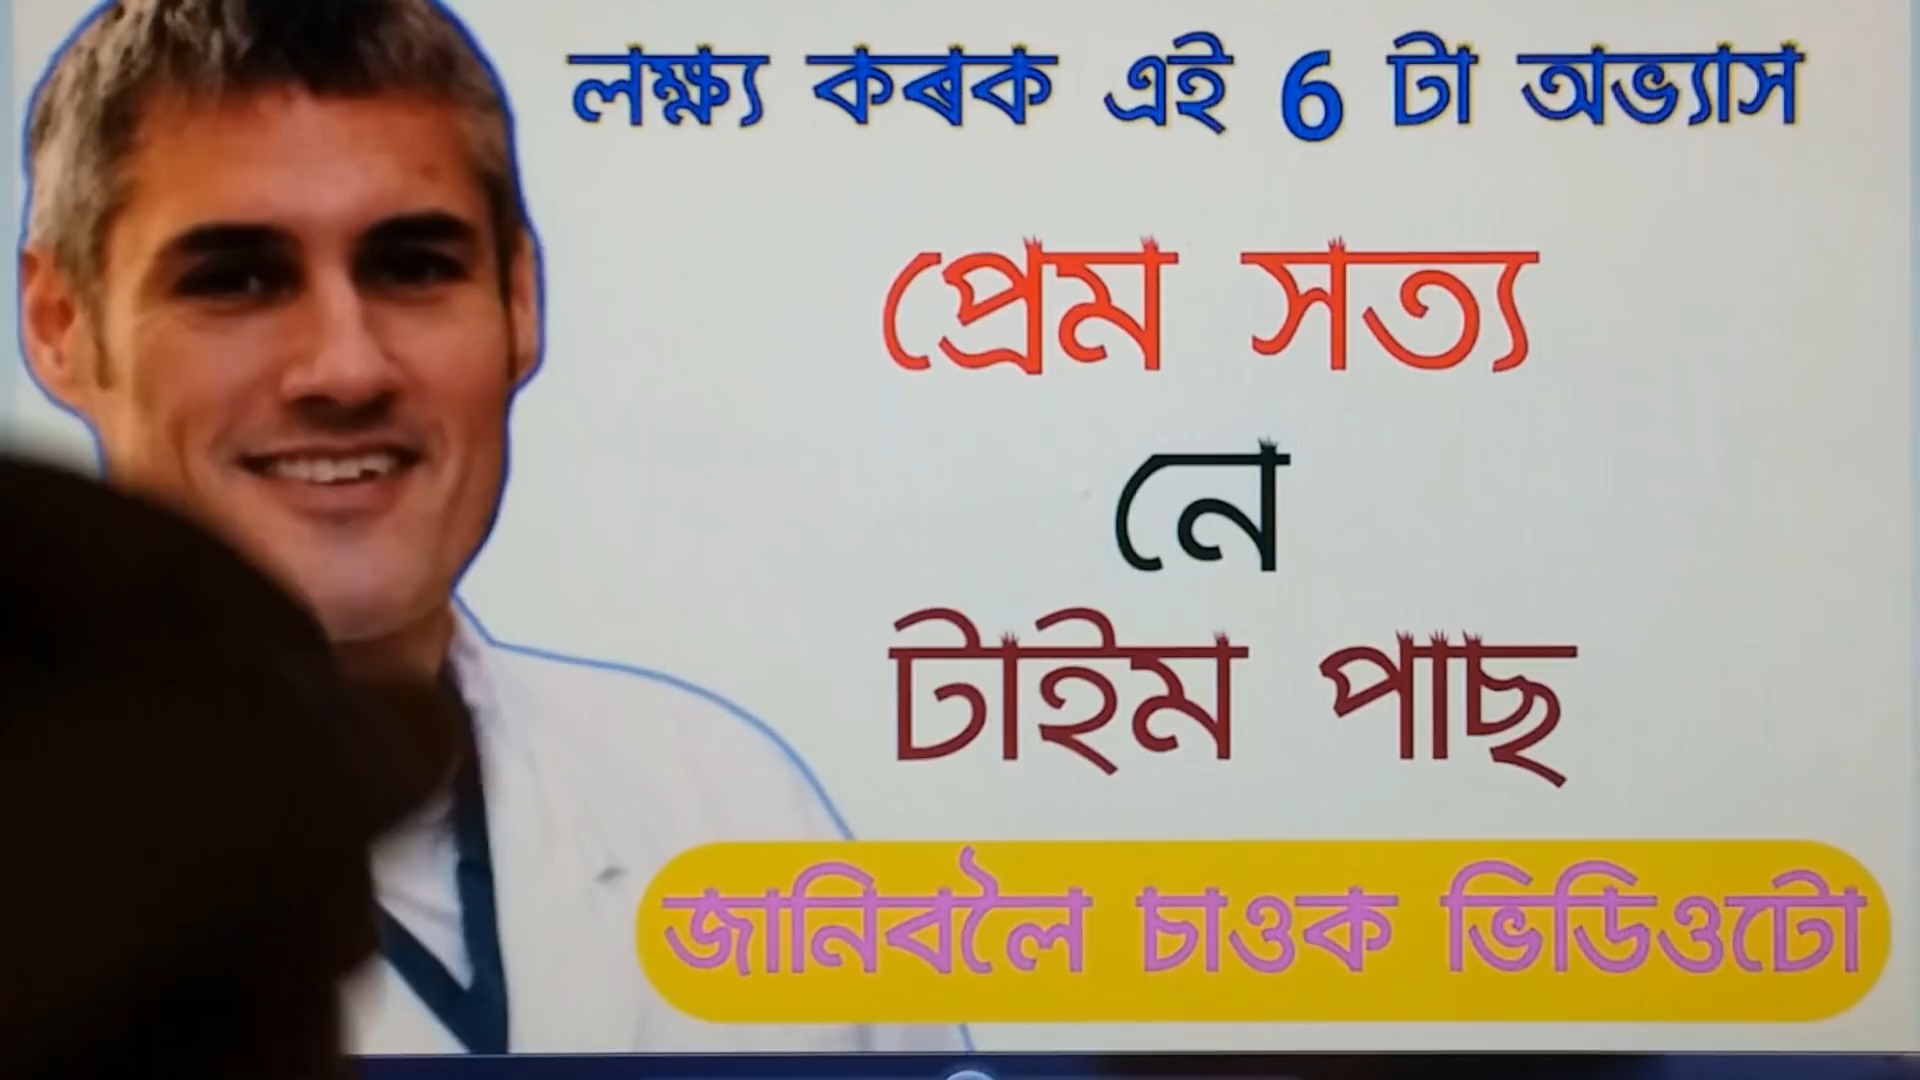 লক্ষ্য কৰক এই 6 টা অভ্যাস
প্ৰেম সত্য
নে
টাইম পাছ
জানিবলৈ চাওক ভিডিওটো